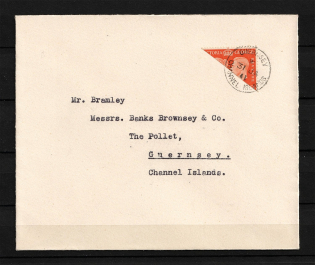 Mr. Bramley
Messrs. Banks Brownsey & Co.
The Pollet,
Guernsey.
Channel Islands.